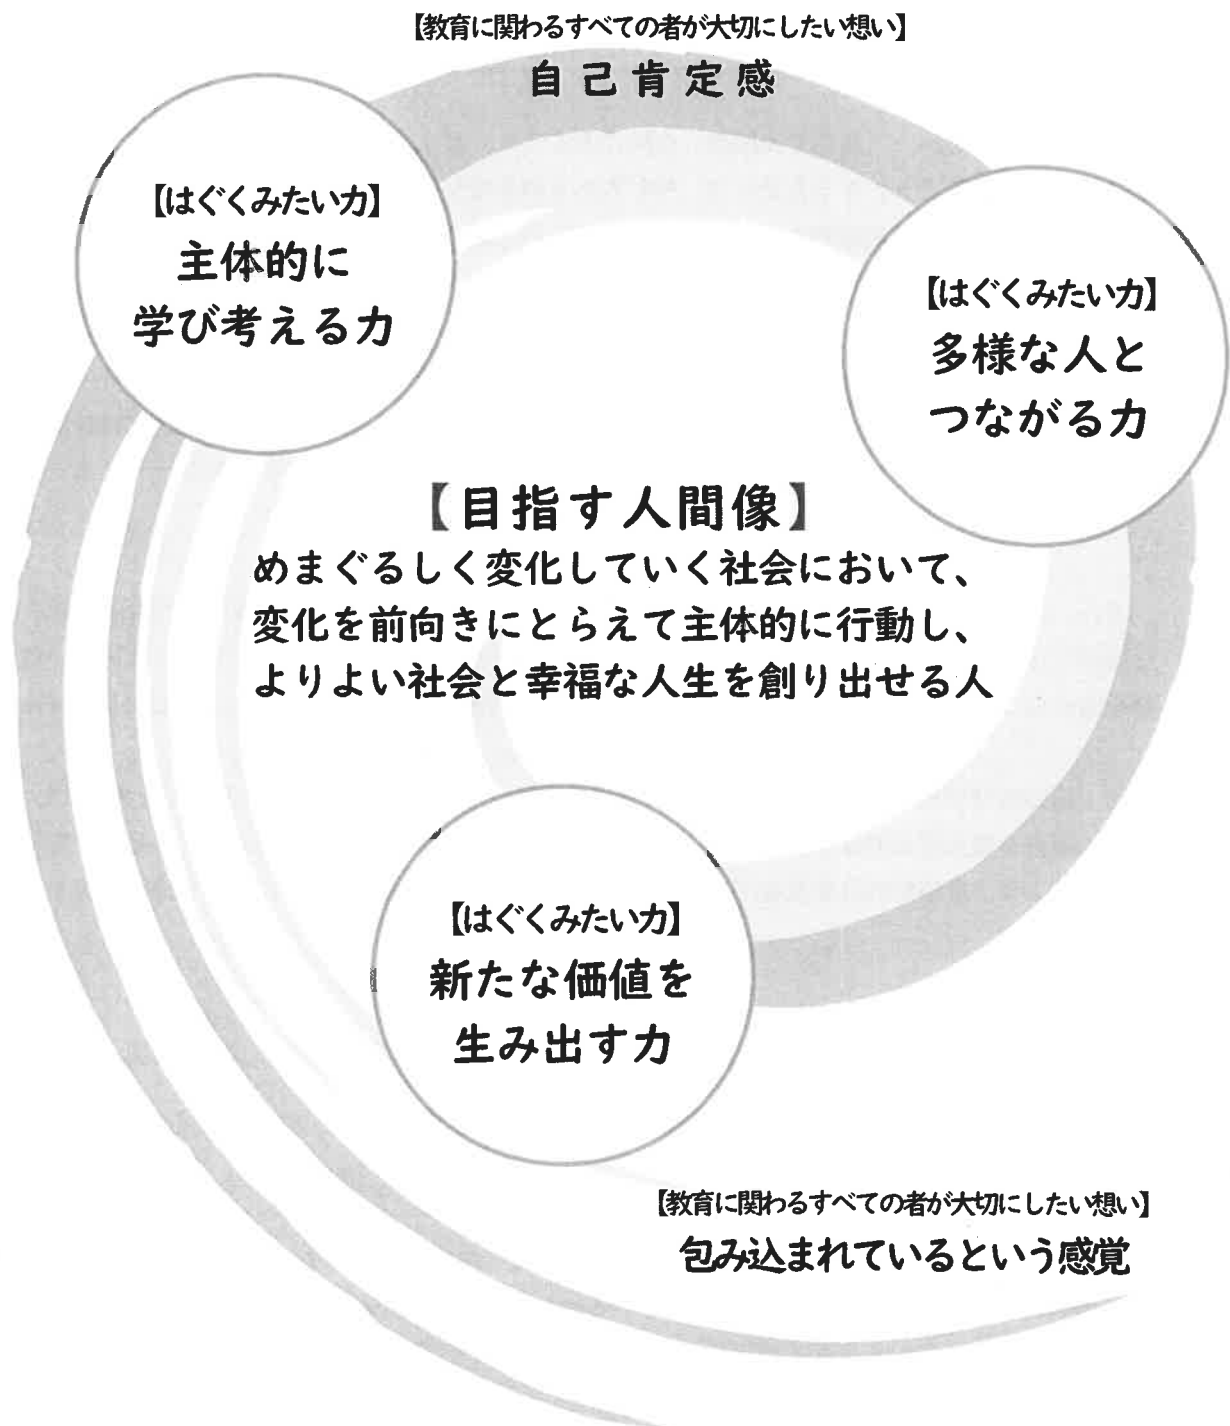 【教育に関わるすべての者が大切にしたい想い】
自己肯定感
【はぐくみたい力】
主体的に
学び考える力
【はぐくみたい力】
多様な人と
つながる力
【目指す人間像】
めまぐるしく変化していく社会において、
変化を前向きにとらえて主体的に行動し、
よりよい社会と幸福な人生を創り出せる人
【はぐくみたい力】
新たな価値を
生み出す力
【教育に関わるすべての者が大切にしたい想い】
包み込まれているという感覚